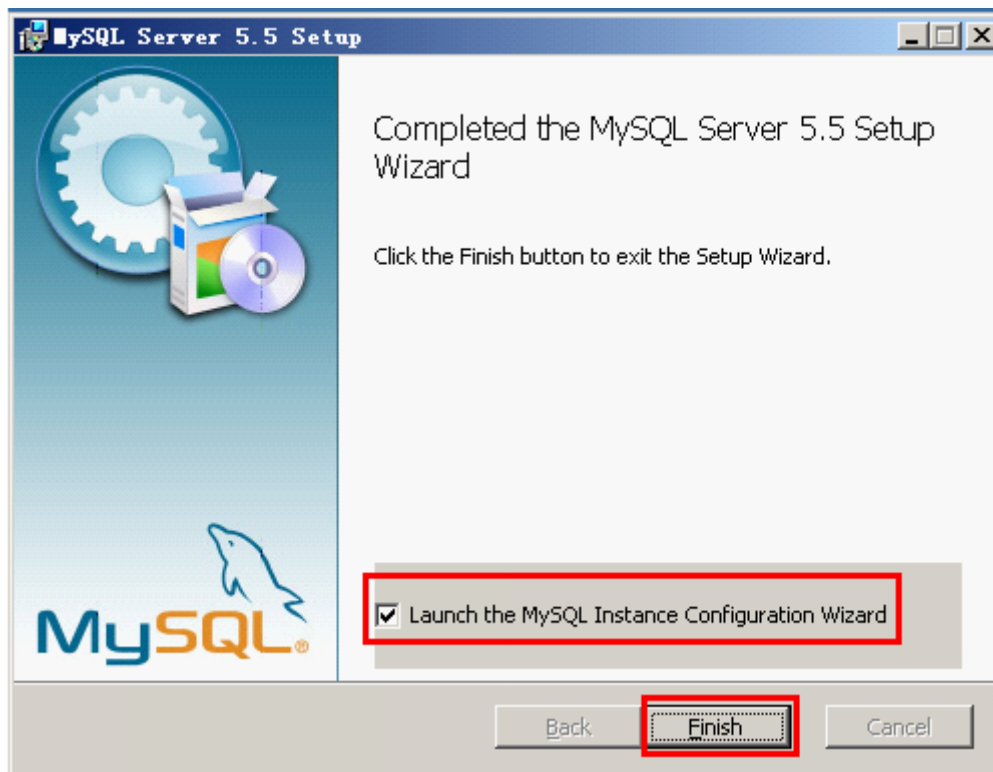 MySQL Server 5.5 Setup
Completed the MySQL Server 5.5 Setup
Wizard
Click the Finish button to exit the Setup Wizard.
MySQL®
Launch the MySQL Instance Configuration Wizard
Back
Finish
Cancel